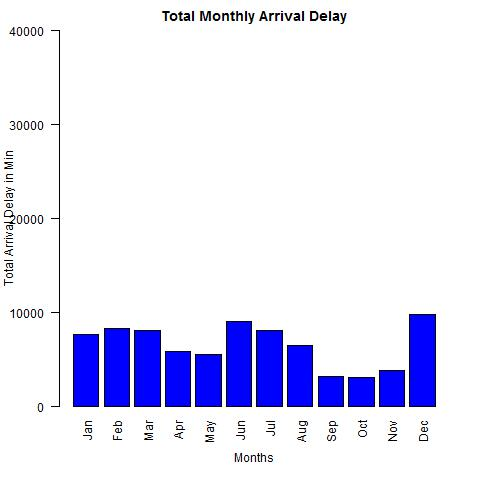 Total Monthly Arrival Delay
40000
30000
20000
10000
0
Total Arrival Delay in Min
Jan Feb Mar Apr May Jun Jul Aug Sep Oct Nov Dec
Months